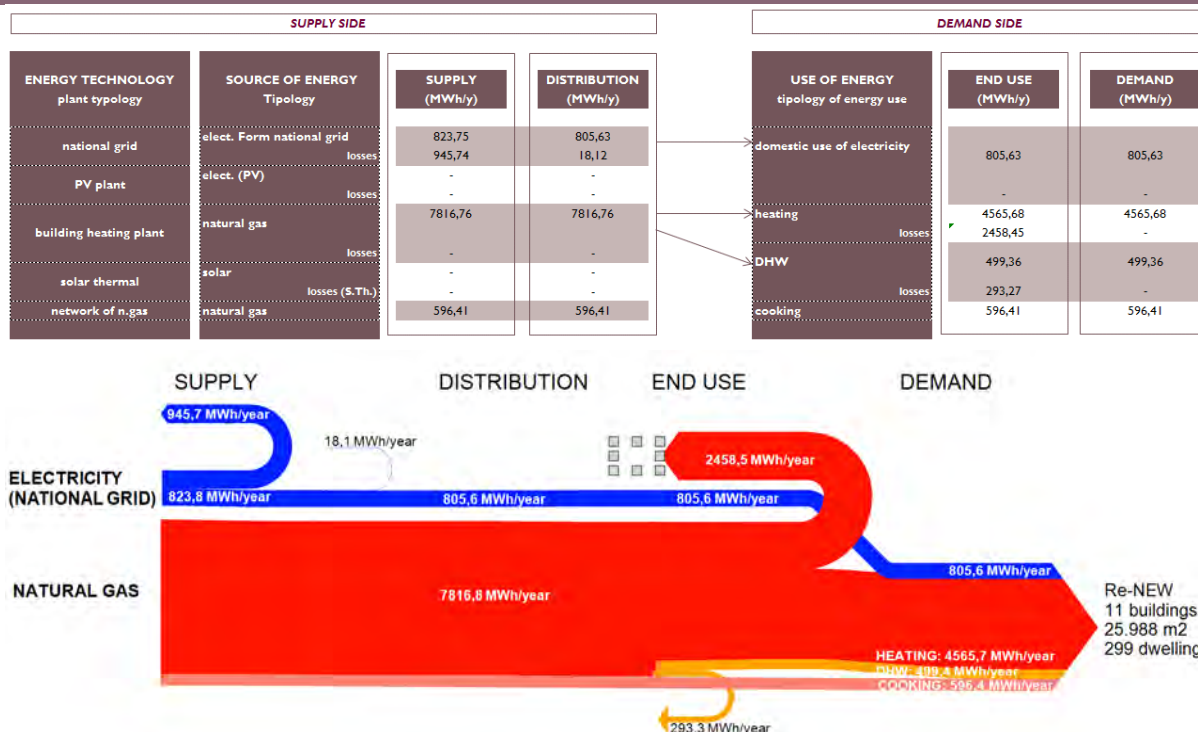 SUPPLY SIDE
DEMAND SIDE
ENERGY TECHNOLOGY SOURCE OF ENERGY SUPPLY DISTRIBUTION USE OF ENERGY END USE DEMAND
plant typology Tipology (MWh/y) (MWh/y) tipology of energy use (MWh/y) (MWh/y)
national grid elect. Form national grid 823,75 805,63
losses 945,74 18,12
domestic use of electricity 805,63 805,63
PV plant elect. (PV) - -
losses - - - -
building heating plant natural gas 7816,76 7816,76
losses - -
heating 4565,68 4565,68
losses 2458,45 -
solar thermal solar - -
losses (S.Th.) - -
DHW 499,36 499,36
losses 293,27 -
network of n.gas natural gas 596,41 596,41
cooking 596,41 596,41
SUPPLY DISTRIBUTION END USE DEMAND
945,7 MWh/year
18,1 MWh/year
2458,5 MWh/year
ELECTRICITY
(NATIONAL GRID)
823,8 MWh/year 805,6 MWh/year 805,6 MWh/year
805,6 MWh/year
NATURAL GAS
7816,8 MWh/year
Re-NEW
11 buildings
25.988 m2
299 dwelling
HEATING: 4565,7 MWh/year
DHW: 499,4 MWh/year
COOKING: 596,4 MWh/year
293,3 MWh/year